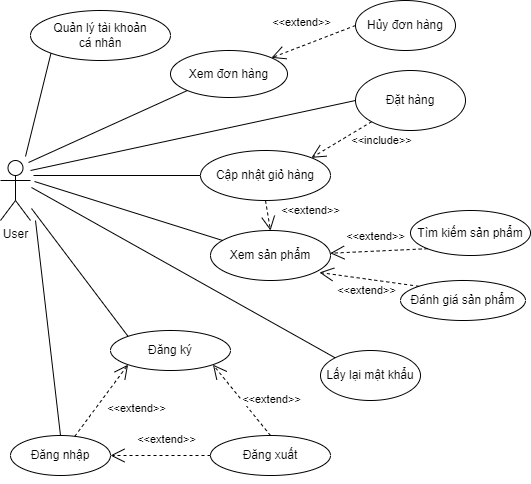 Quản lý tài khoản
cá nhân
<<extend>>
Hủy đơn hàng
Xem đơn hàng
Đặt hàng
<<include>>
Cập nhật giỏ hàng
<<extend>>
User
Xem sản phẩm
<<extend>>
Tìm kiếm sản phẩm
<<extend>>
Đánh giá sản phẩm
Đăng ký
Lấy lại mật khẩu
<<extend>>
<<extend>>
Đăng nhập
<<extend>>
Đăng xuất